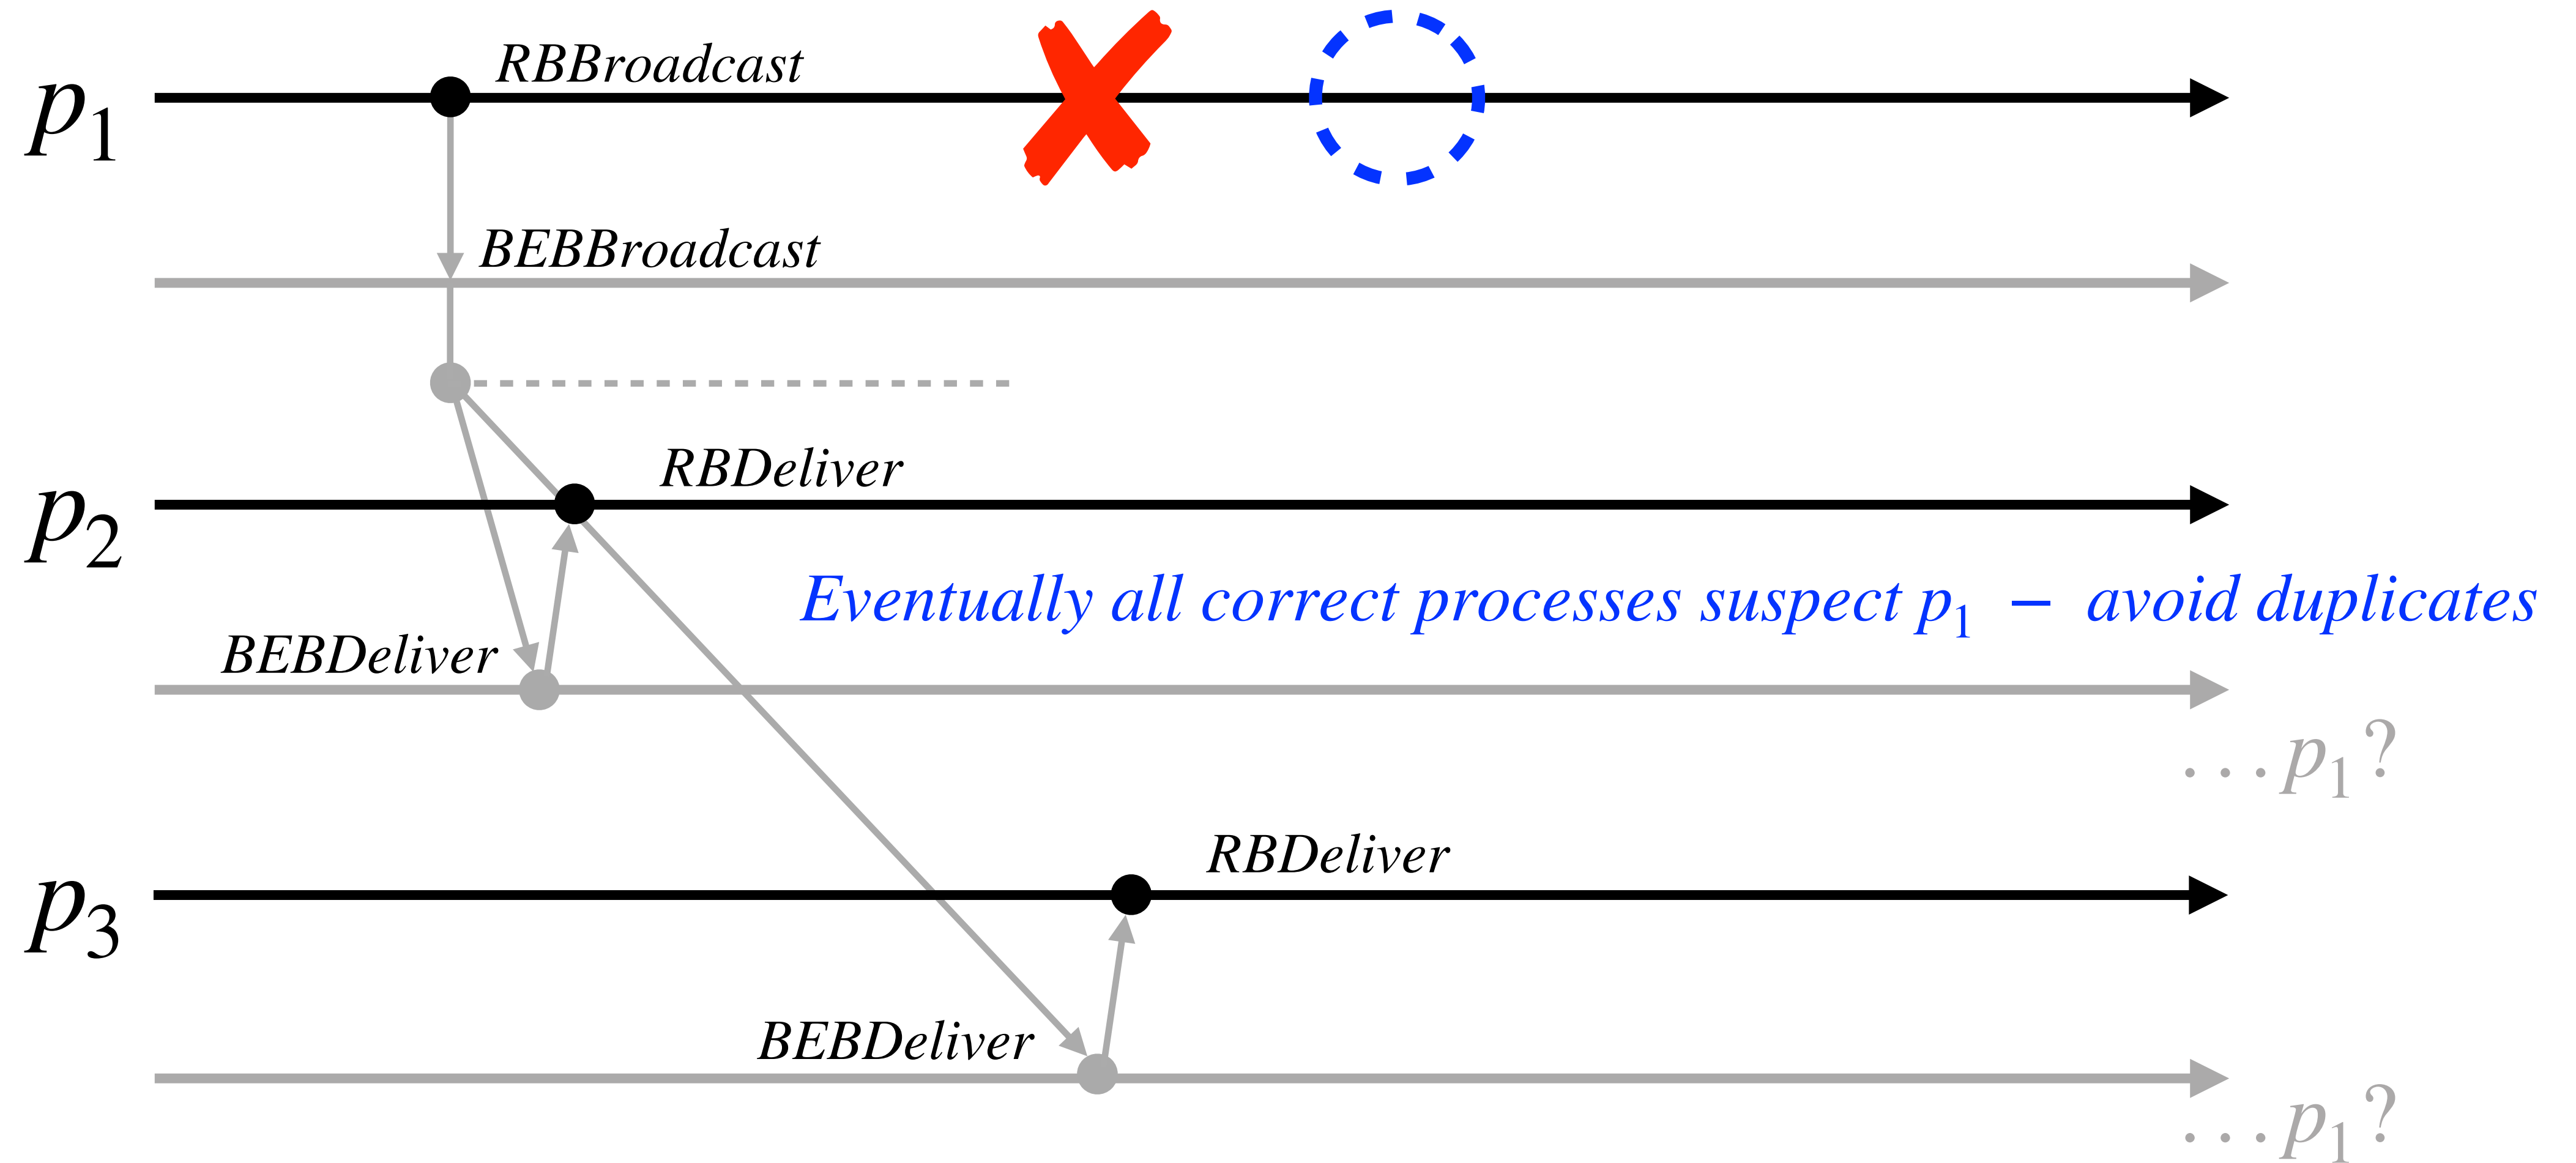 RBBroadcast
p1
BEBBroadcast
RBDeliver
p2
Eventually all correct processes suspect p1 – avoid duplicates
BEBDeliver
...p1?
RBDeliver
p3
BEBDeliver
...p1?